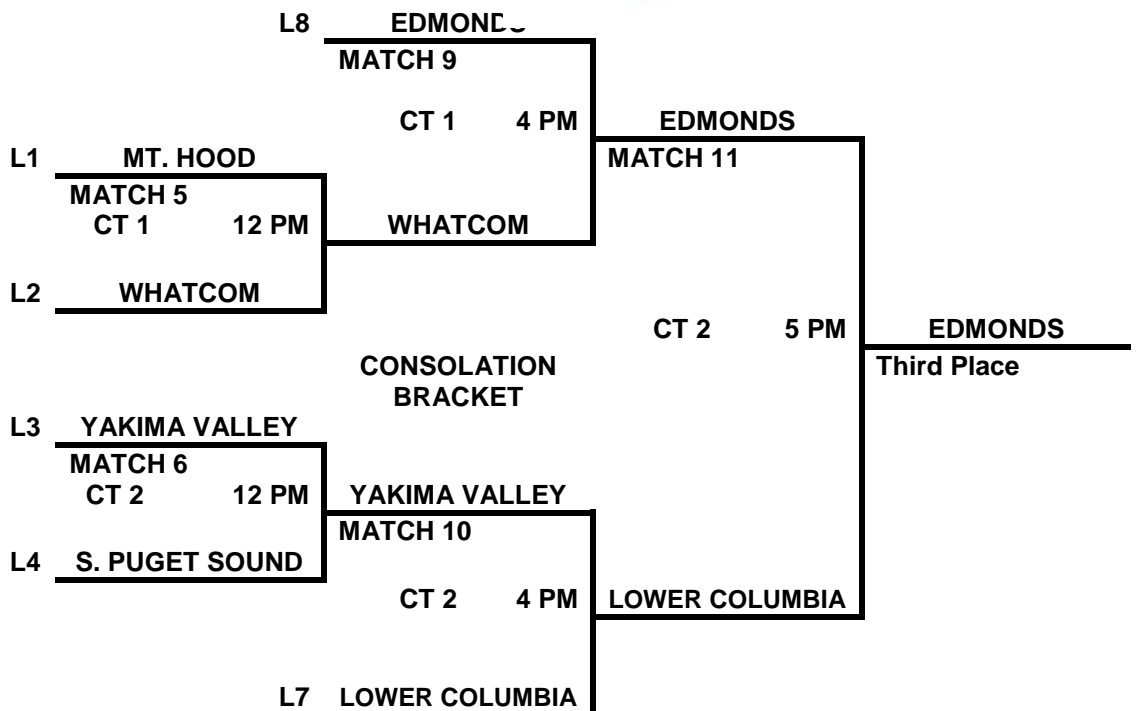 L8 EDMONDS
MATCH 9
CT 1 4 PM EDMONDS
L1 MT. HOOD MATCH 11
MATCH 5
CT 1 12 PM WHATCOM
L2 WHATCOM
CT 2 5 PM EDMONDS
CONSOLATION Third Place
BRACKET
L3 YAKIMA VALLEY
MATCH 6
CT 2 12 PM YAKIMA VALLEY
MATCH 10
L4 S. PUGET SOUND
CT 2 4 PM LOWER COLUMBIA
L7 LOWER COLUMBIA